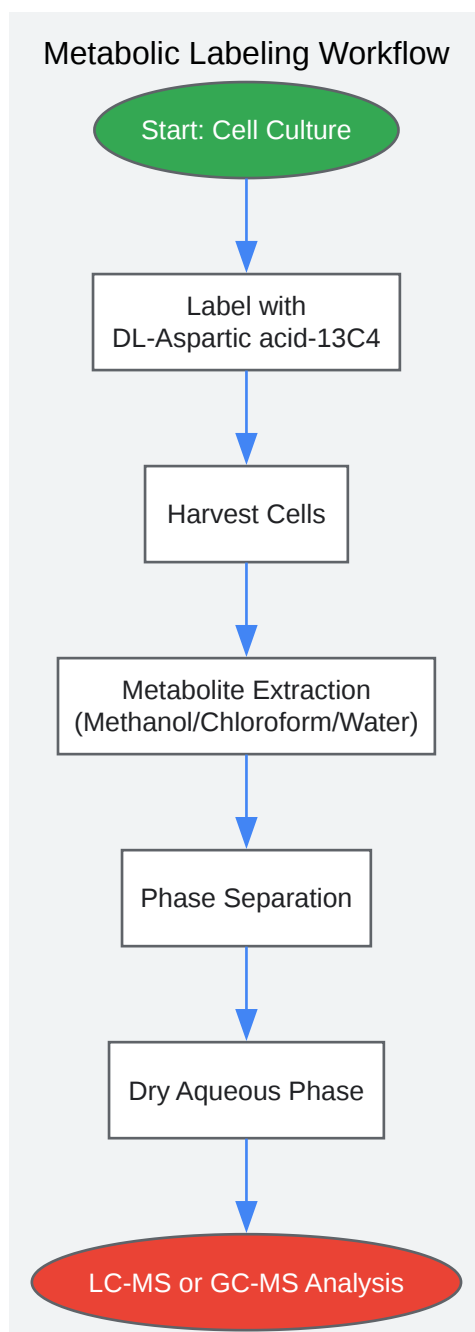 Metabolic Labeling Workflow
Start: Cell Culture
Label with
DL-Aspartic acid-13C4
Harvest Cells
Metabolite Extraction
(Methanol/Chloroform/Water)
Phase Separation
Dry Aqueous Phase
LC-MS or GC-MS Analysis